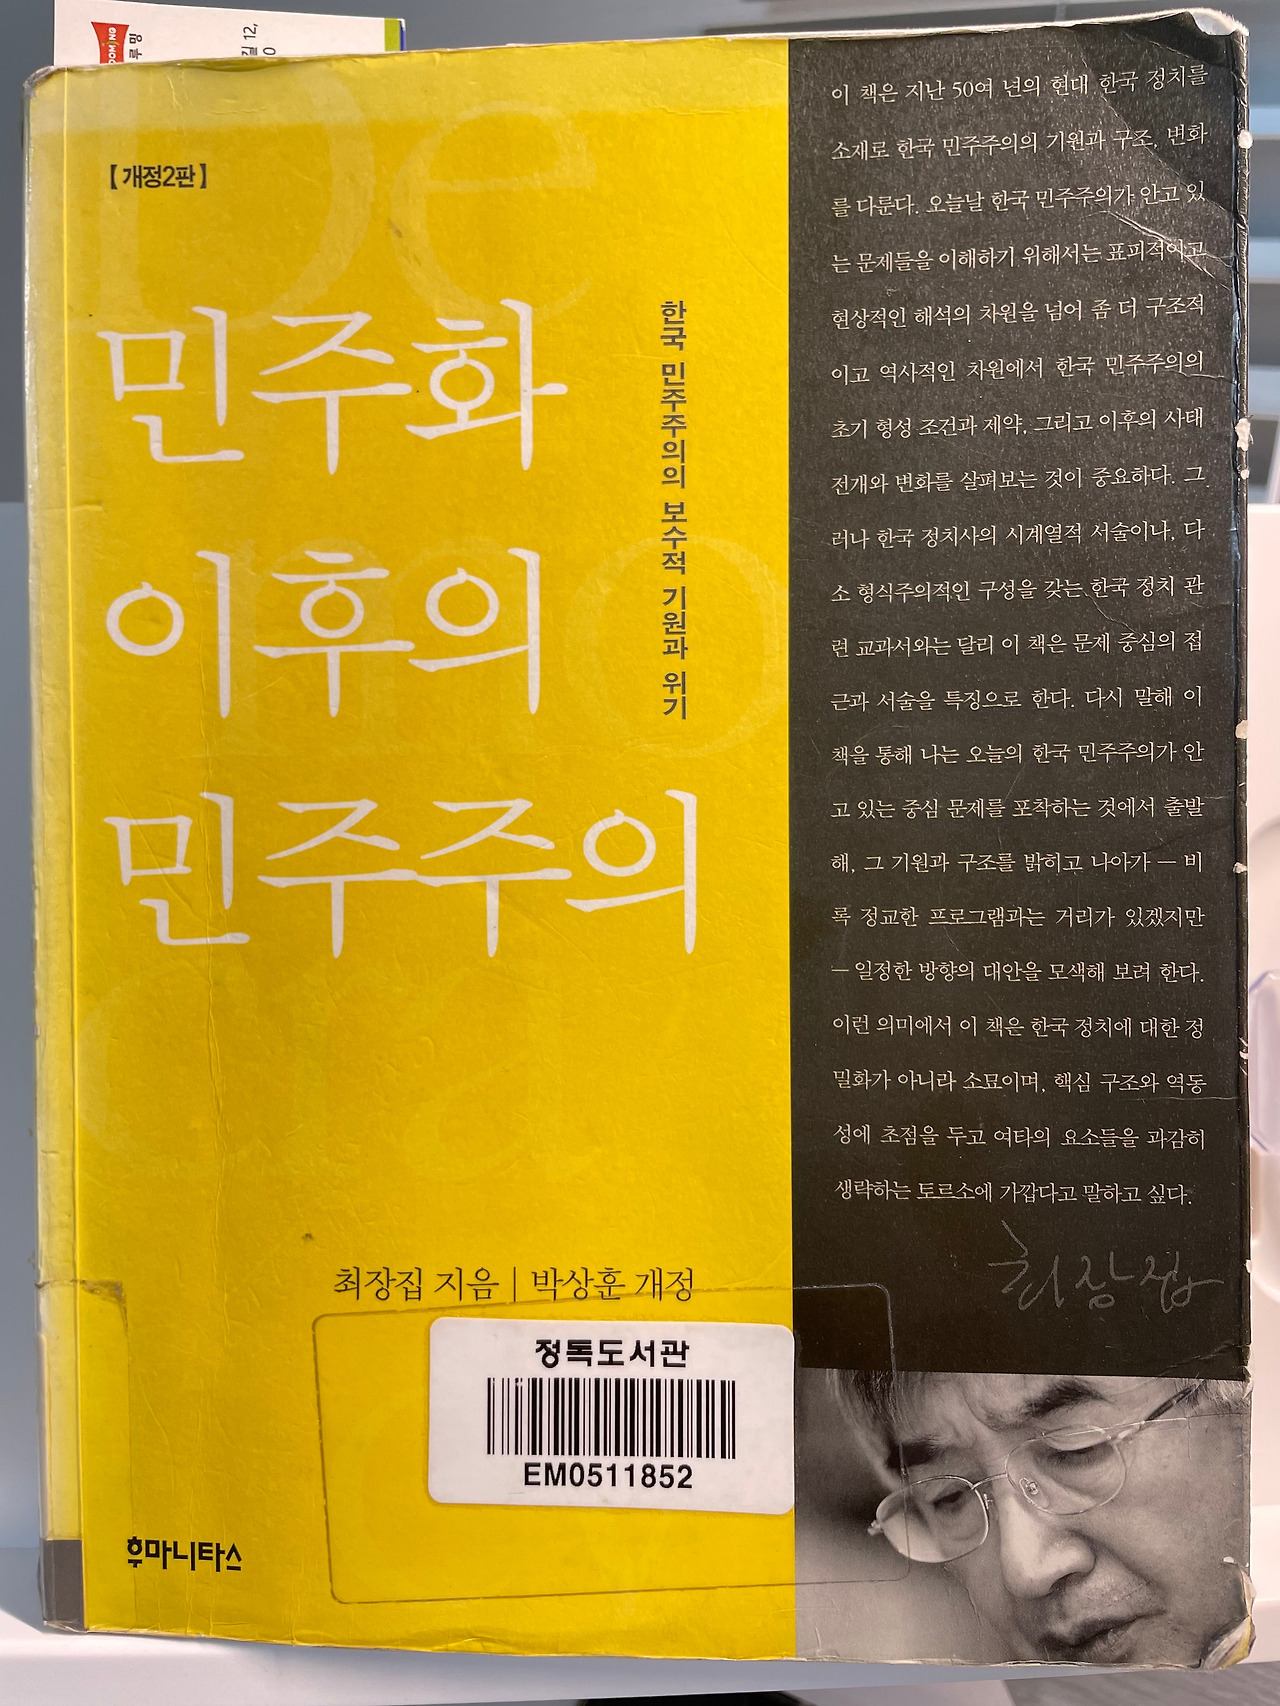 DOMINO
루밍
길 12,
【 개정2판 】
민주화
이후의
민주주의
한국 민주주의의 보수적 기원과 위기
최장집 지음 | 박상훈 개정
정독도서관
EM0511852
후마니타스
이 책은 지난 50여 년의 현대 한국 정치를
소재로 한국 민주주의의 기원과 구조, 변화
를 다룬다. 오늘날 한국 민주주의가 안고 있
는 문제들을 이해하기 위해서는 표피적이고
현상적인 해석의 차원을 넘어 좀 더 구조적
이고 역사적인 차원에서 한국 민주주의의
초기 형성 조건과 제약, 그리고 이후의 사태
전개와 변화를 살펴보는 것이 중요하다. 그
러나 한국 정치사의 시계열적 서술이나, 다
소 형식주의적인 구성을 갖는 한국 정치 관
련 교과서와는 달리 이 책은 문제 중심의 접
근과 서술을 특징으로 한다. 다시 말해 이
책을 통해 나는 오늘의 한국 민주주의가 안
고 있는 중심 문제를 포착하는 것에서 출발
해, 그 기원과 구조를 밝히고 나아가 — 비
록 정교한 프로그램과는 거리가 있겠지만
— 일정한 방향의 대안을 모색해 보려 한다.
이런 의미에서 이 책은 한국 정치에 대한 정
밀화가 아니라 소묘이며, 핵심 구조와 역동
성에 초점을 두고 여타의 요소들을 과감히
생략하는 토르소에 가깝다고 말하고 싶다.
최장집